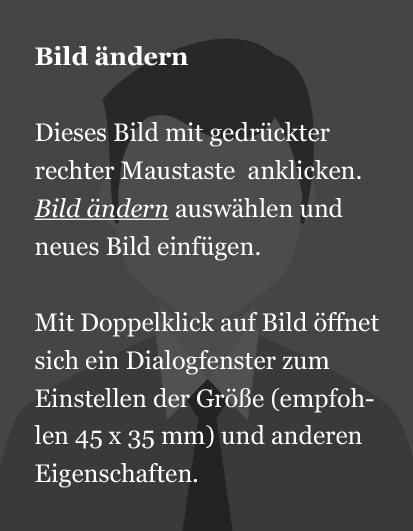 Bild ändern
Dieses Bild mit gedrückter
rechter Maustaste anklicken.
Bild ändern auswählen und
neues Bild einfügen.
Mit Doppelklick auf Bild öffnet
sich ein Dialogfenster zum
Einstellen der Größe (empfoh-
len 45 x 35 mm) und anderen
Eigenschaften.